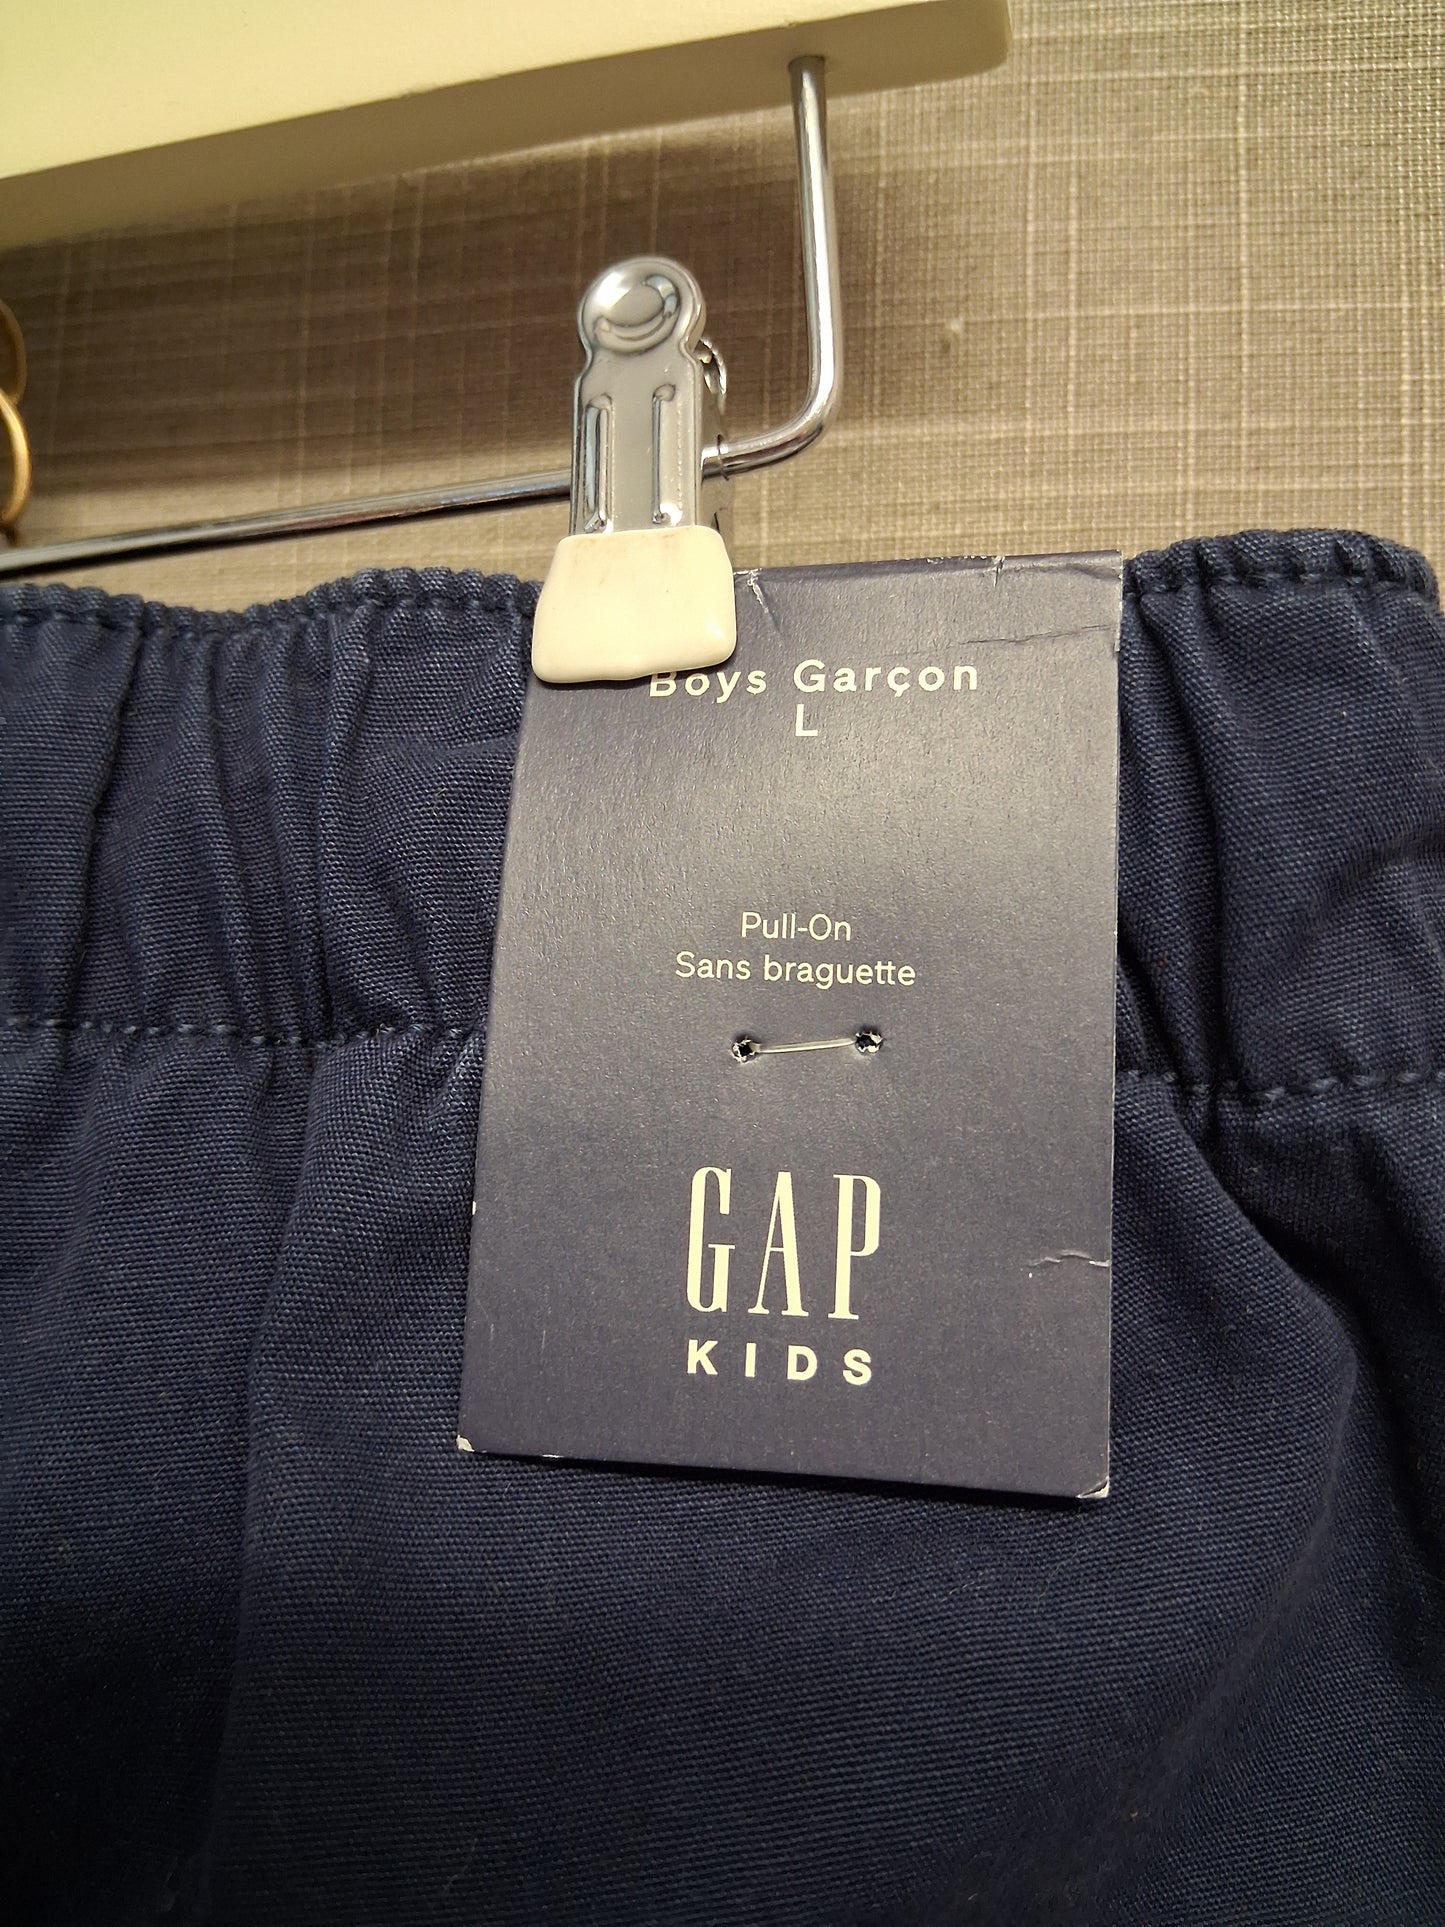 Boys Garçon
L
Pull-On
Sans braguette
GAP
KIDS